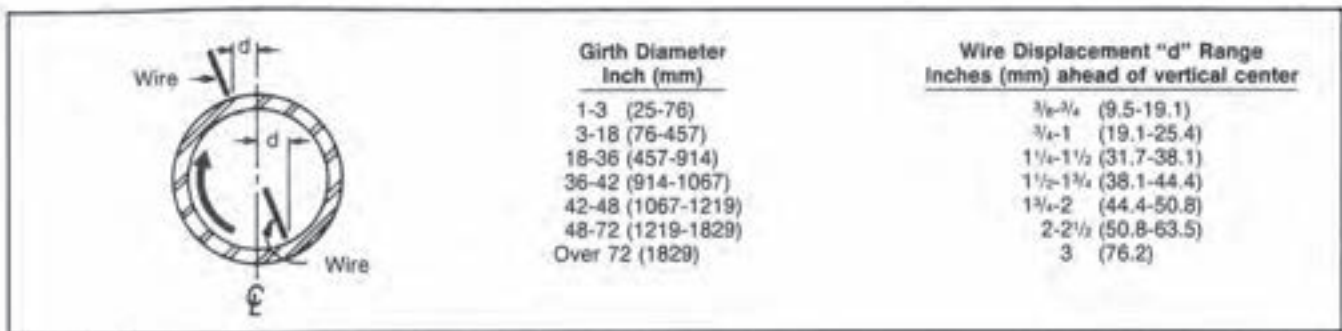 d
Wire
d
Wire
℄
Girth Diameter
Inch (mm)
1-3 (25-76)
3-18 (76-457)
18-36 (457-914)
36-42 (914-1067)
42-48 (1067-1219)
48-72 (1219-1829)
Over 72 (1829)
Wire Displacement “d” Range
Inches (mm) ahead of vertical center
3/8-3/4 (9.5-19.1)
3/4-1 (19.1-25.4)
1 1/4-1 1/2 (31.7-38.1)
1 1/2-1 3/4 (38.1-44.4)
1 3/4-2 (44.4-50.8)
2-2 1/2 (50.8-63.5)
3 (76.2)